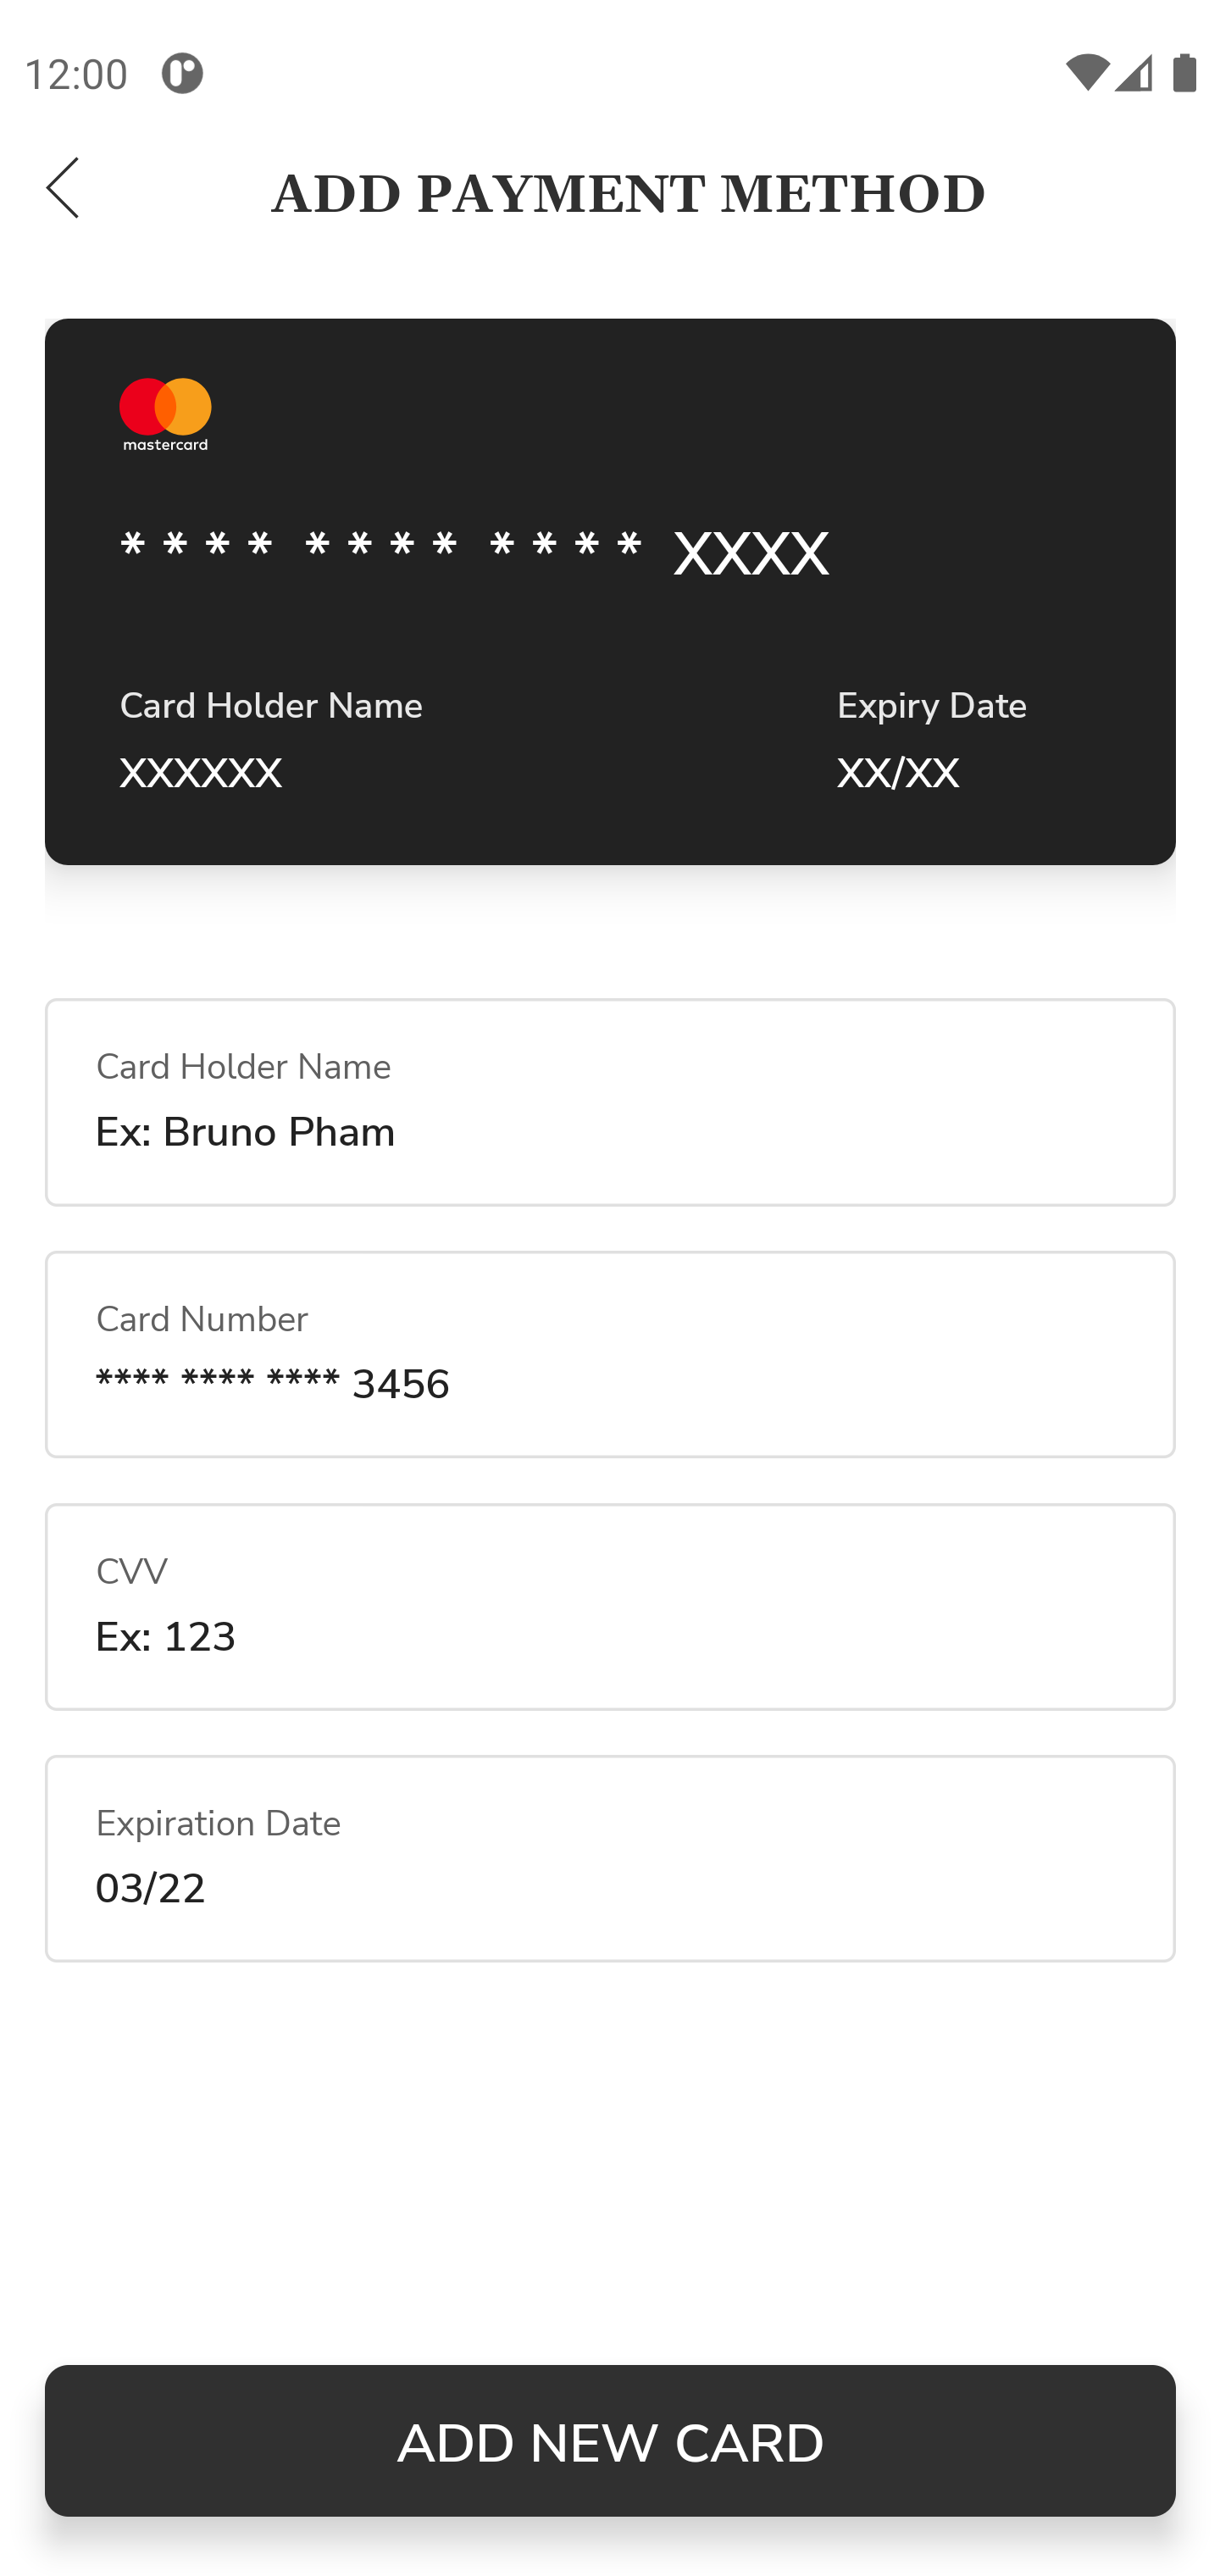 12:00
ADD PAYMENT METHOD
mastercard
* * * * * * * * * * * * XXXX
Card Holder Name Expiry Date
XXXXXX XX/XX
Card Holder Name
Ex: Bruno Pham
Card Number
**** **** **** 3456
CVV
Ex: 123
Expiration Date
03/22
ADD NEW CARD